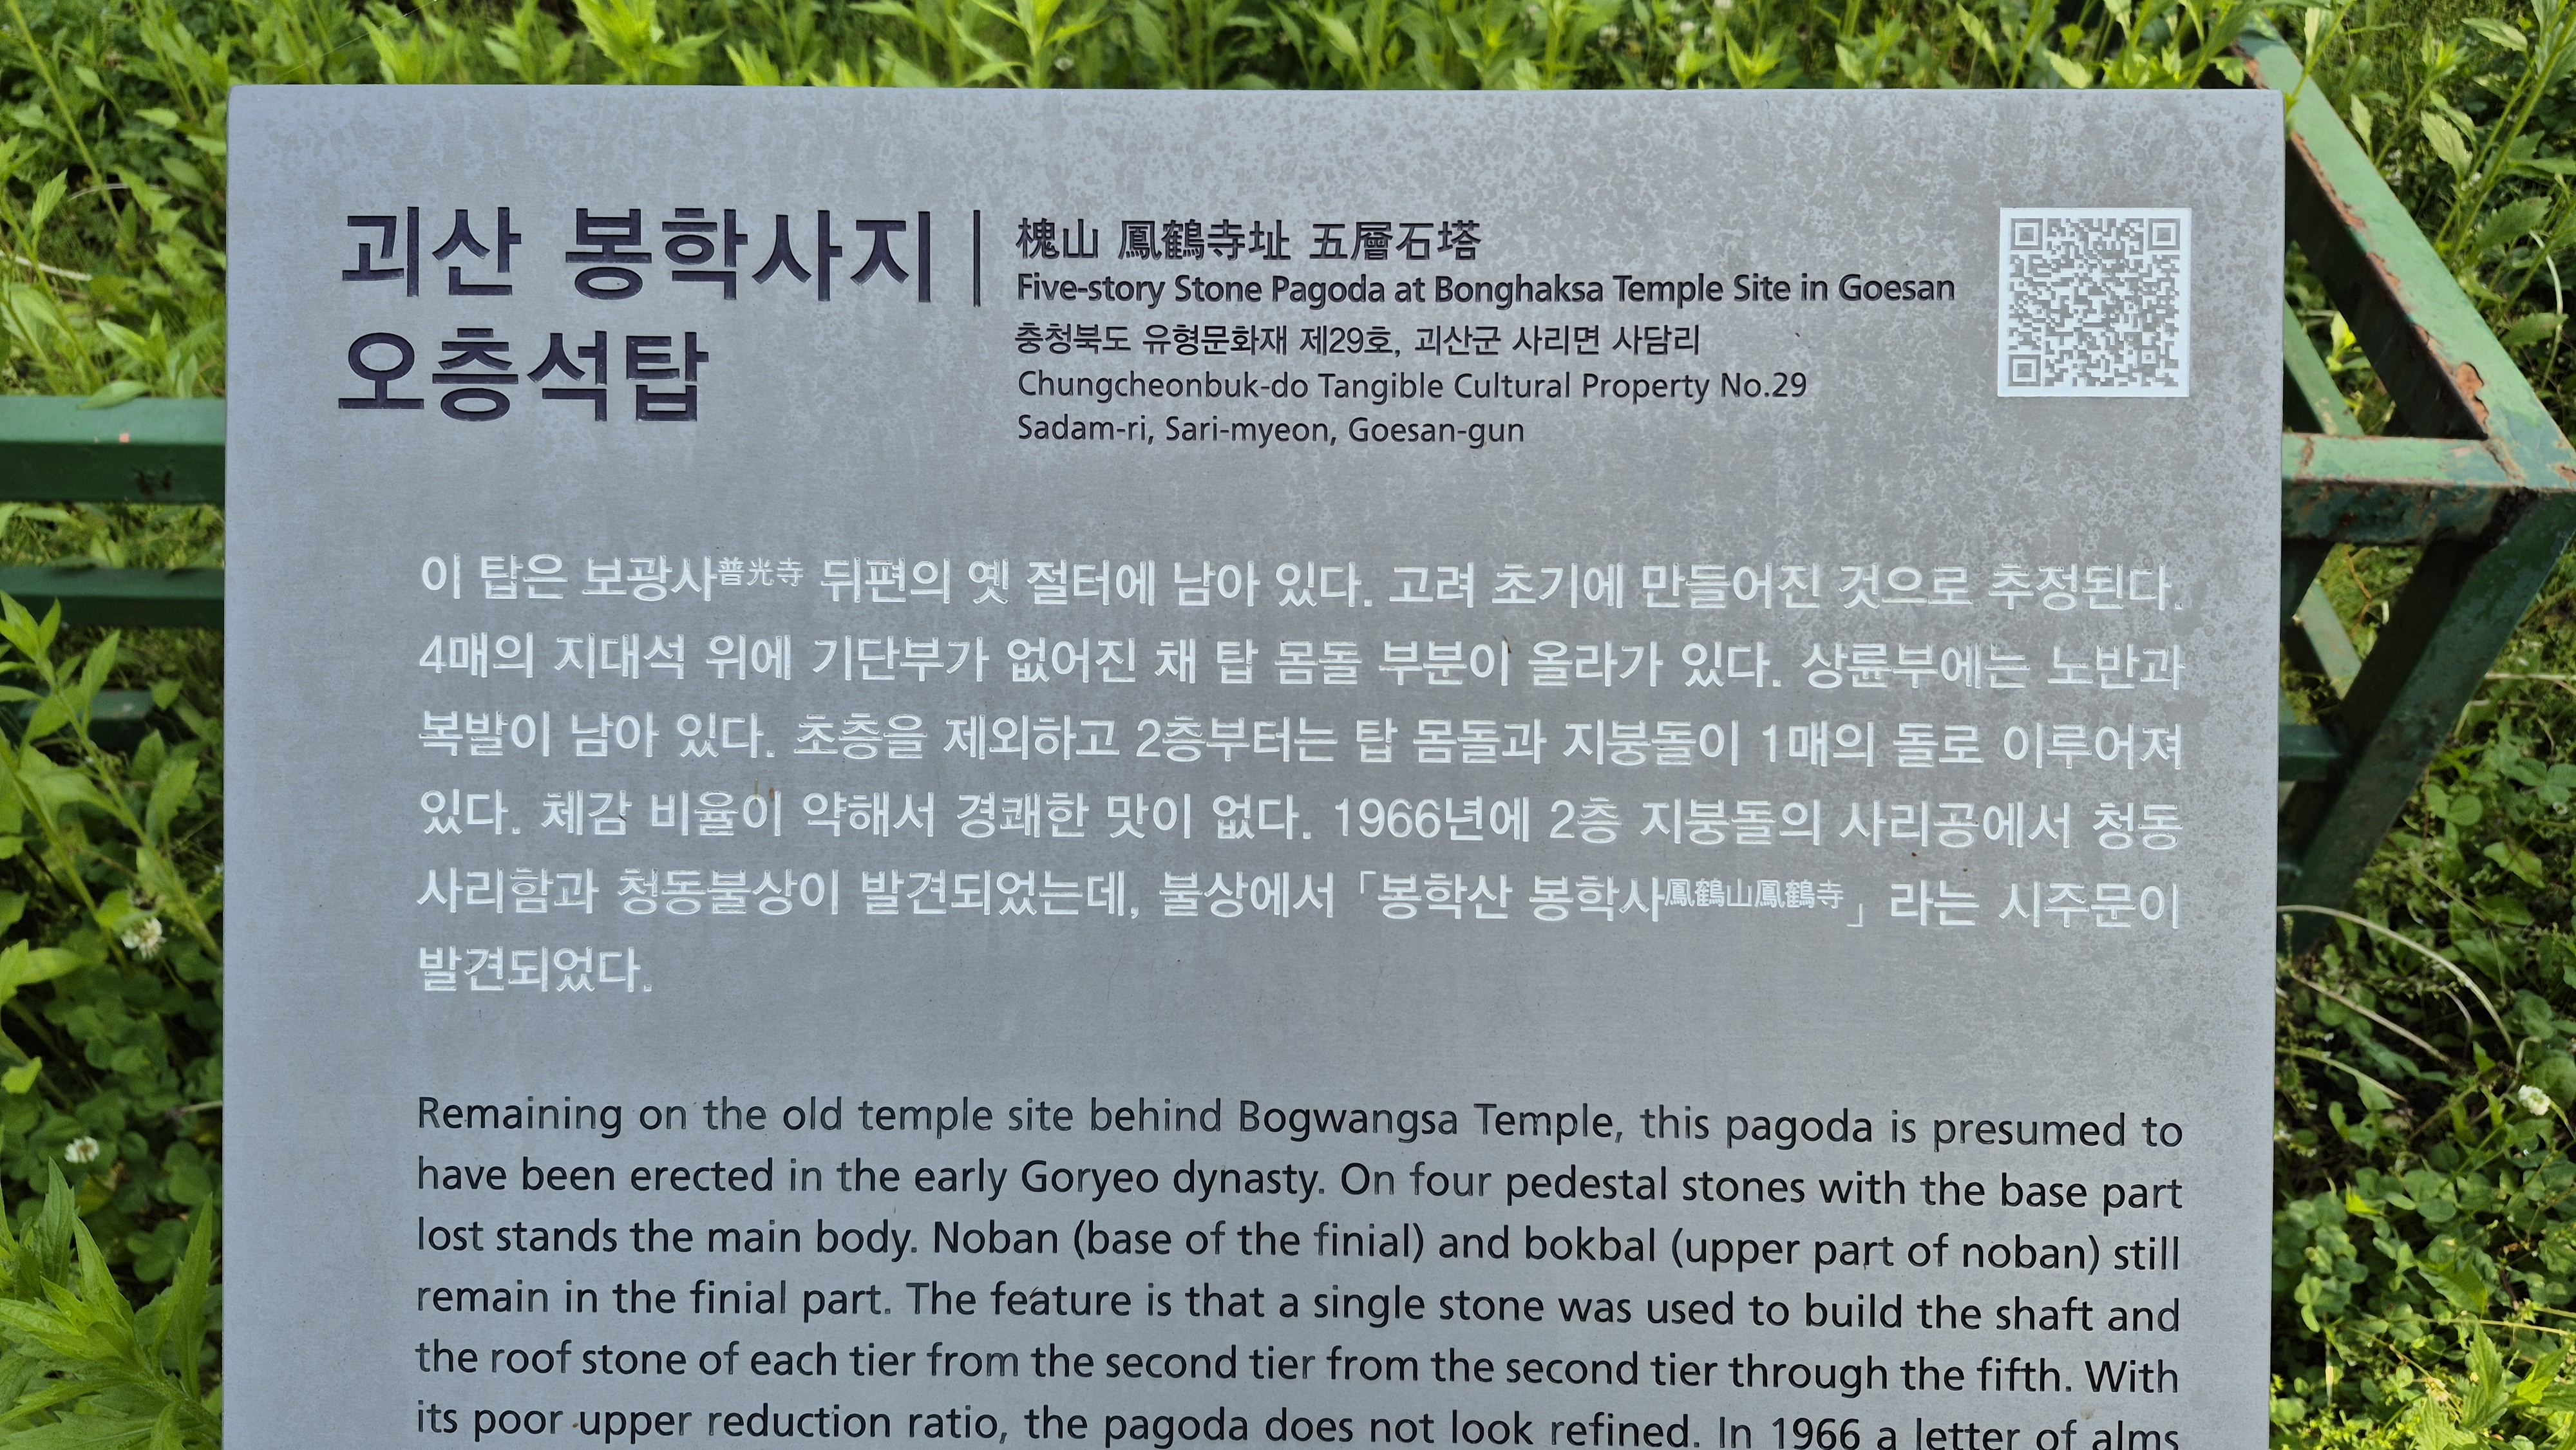 괴산 봉학사지
오층석탑
槐山 鳳鶴寺址 五層石塔
Five-story Stone Pagoda at Bonghaksa Temple Site in Goesan
충청북도 유형문화재 제29호, 괴산군 사리면 사담리
Chungcheonbuk-do Tangible Cultural Property No.29
Sadam-ri, Sari-myeon, Goesan-gun
이 탑은 보광사普光寺 뒤편의 옛 절터에 남아 있다. 고려 초기에 만들어진 것으로 추정된다.
4매의 지대석 위에 기단부가 없어진 채 탑 몸돌 부분이 올라가 있다. 상륜부에는 노반과
복발이 남아 있다. 초층을 제외하고 2층부터는 탑 몸돌과 지붕돌이 1매의 돌로 이루어져
있다. 체감 비율이 약해서 경쾌한 맛이 없다. 1966년에 2층 지붕돌의 사리공에서 청동
사리함과 청동불상이 발견되었는데, 불상에서 「봉학산 봉학사鳳鶴山鳳鶴寺」 라는 시주문이
발견되었다.
Remaining on the old temple site behind Bogwangsa Temple, this pagoda is presumed to
have been erected in the early Goryeo dynasty. On four pedestal stones with the base part
lost stands the main body. Noban (base of the finial) and bokbal (upper part of noban) still
remain in the finial part. The feature is that a single stone was used to build the shaft and
the roof stone of each tier from the second tier from the second tier through the fifth. With
its poor upper reduction ratio, the pagoda does not look refined. In 1966 a letter of alms